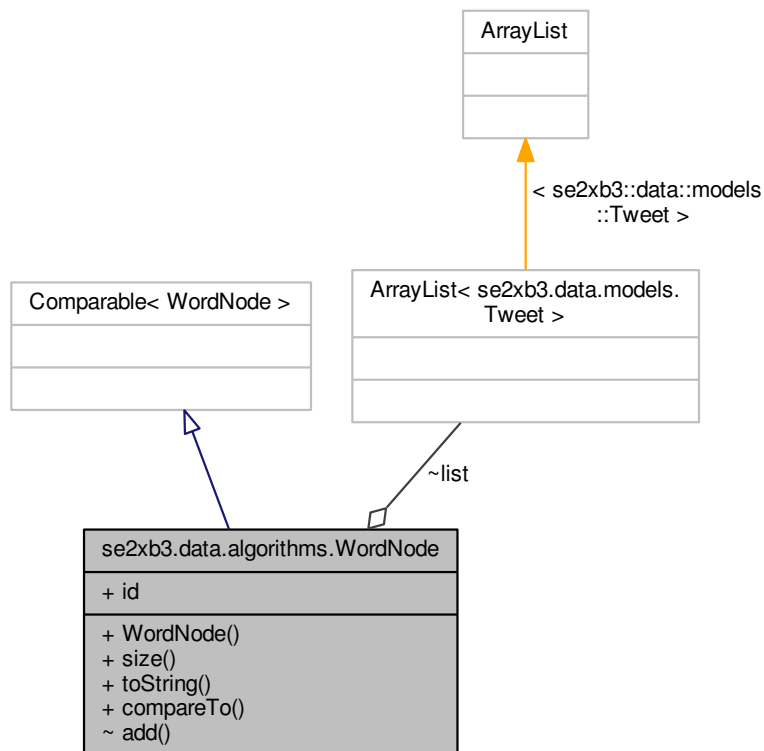 ArrayList
< se2xb3::data::models
::Tweet >
Comparable< WordNode >
ArrayList< se2xb3.data.models.
Tweet >
~list
se2xb3.data.algorithms.WordNode
+ id
+ WordNode()
+ size()
+ toString()
+ compareTo()
~ add()